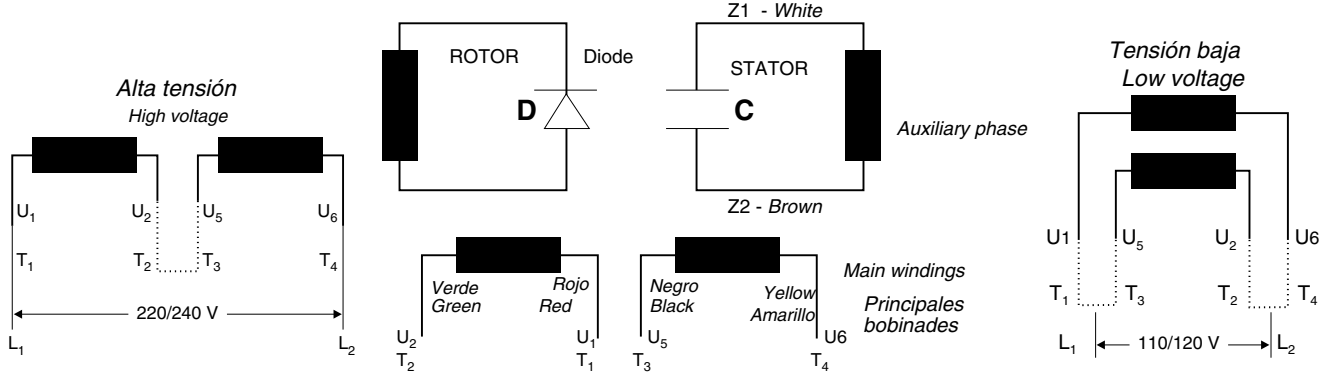 Alta tensión
High voltage
U1
U2
U5
U6
T1
T2
T3
T4
220/240 V
L1
L2
ROTOR
Diode
D
Z1 - White
STATOR
C
Auxiliary phase
Z2 - Brown
Verde
Green
Rojo
Red
U2
T2
U1
T1
Negro
Black
Yellow
Amarillo
U5
T3
U6
T4
Main windings
Principales
bobinades
Tensión baja
Low voltage
U1
U5
U2
U6
T1
T3
T2
T4
L1
110/120 V
L2